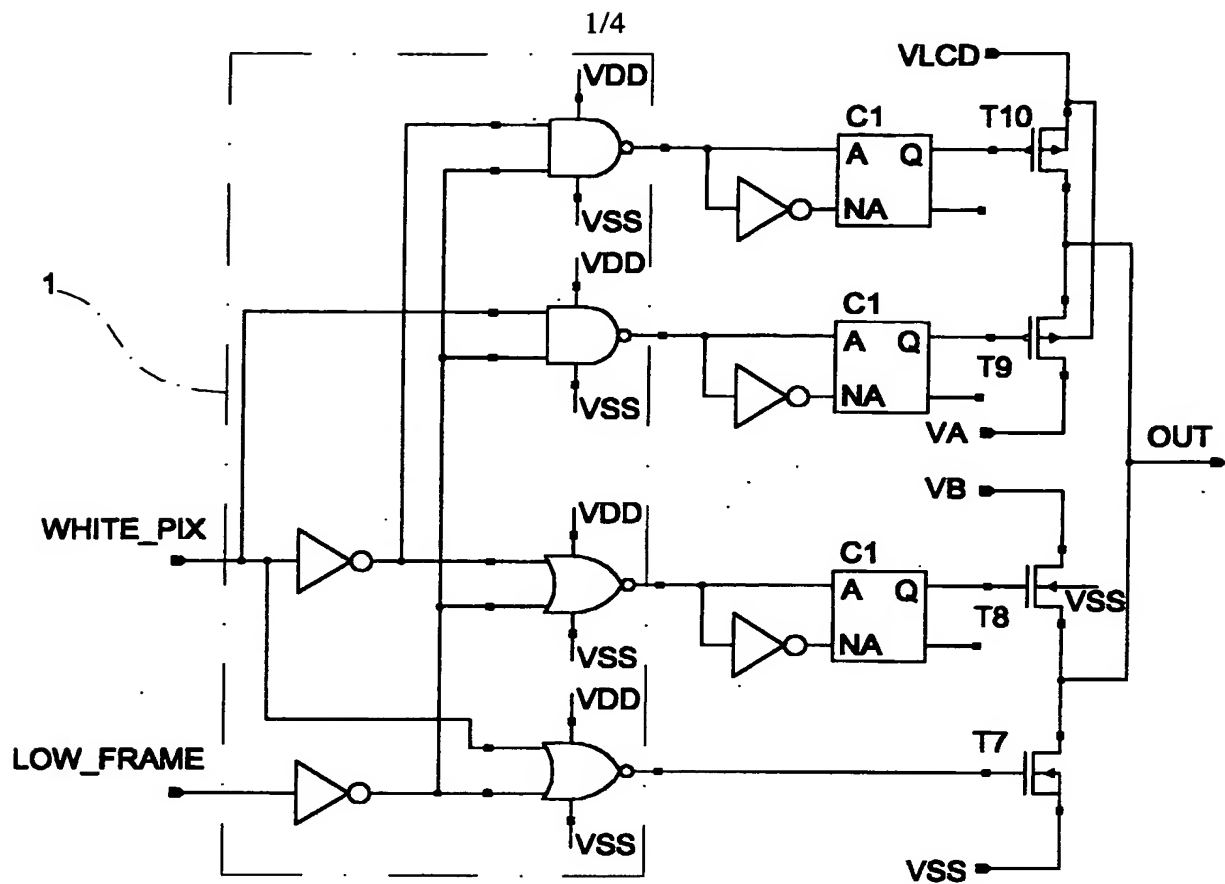 1/4
VLCD
VDD
C1
T10
A
Q
NA
VSS
VDD
1
C1
A
Q
T9
NA
VSS
VA
OUT
VB
WHITE_PIX
VDD
C1
A
Q
VSS
T8
NA
VSS
VDD
LOW_FRAME
T7
VSS
VSS